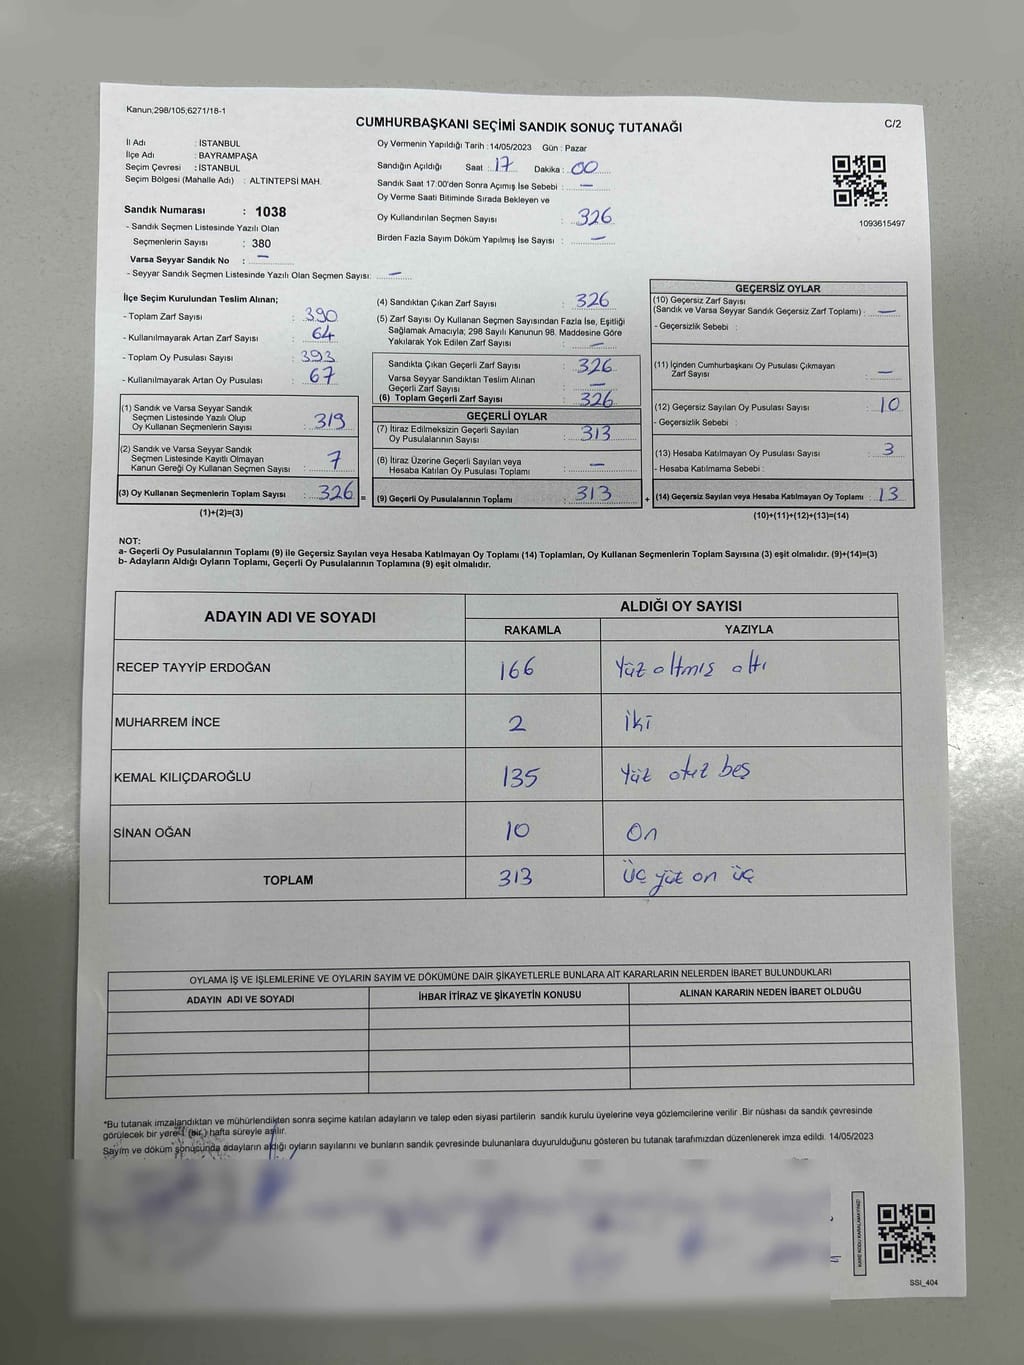 Kanun;298/105;6271/18-1
CUMHURBAŞKANI SEÇİMİ SANDIK SONUÇ TUTANAĞI
C/2
İl Adı : İSTANBUL
İlçe Adı : BAYRAMPAŞA
Seçim Çevresi : İSTANBUL
Seçim Bölgesi (Mahalle Adı) : ALTINTEPSİ MAH.
Sandık Numarası : 1038
- Sandık Seçmen Listesinde Yazılı Olan
Seçmenlerin Sayısı : 380
Varsa Seyyar Sandık No : —
- Seyyar Sandık Seçmen Listesinde Yazılı Olan Seçmen Sayısı: —
Oy Vermenin Yapıldığı Tarih : 14/05/2023 Gün : Pazar
Sandığın Açıldığı Saat : 17 Dakika : 00
Sandık Saat 17:00'den Sonra Açımış İse Sebebi : —
Oy Verme Saati Bitiminde Sırada Bekleyen ve
Oy Kullandırılan Seçmen Sayısı : 326
Birden Fazla Sayım Döküm Yapılmış İse Sayısı : —
1093615497
İlçe Seçim Kurulundan Teslim Alınan;
- Toplam Zarf Sayısı : 390
- Kullanılmayarak Artan Zarf Sayısı : 64
- Toplam Oy Pusulası Sayısı : 393
- Kullanılmayarak Artan Oy Pusulası : 67
(1) Sandık ve Varsa Seyyar Sandık
Seçmen Listesinde Yazılı Olup
Oy Kullanan Seçmenlerin Sayısı : 319
(2) Sandık ve Varsa Seyyar Sandık
Seçmen Listesinde Kayıtlı Olmayan
Kanun Gereği Oy Kullanan Seçmen Sayısı : 7
(3) Oy Kullanan Seçmenlerin Toplam Sayısı : 326 =
(1)+(2)=(3)
(4) Sandıktan Çıkan Zarf Sayısı : 326
(5) Zarf Sayısı Oy Kullanan Seçmen Sayısından Fazla İse, Eşitliği
Sağlamak Amacıyla; 298 Sayılı Kanunun 98. Maddesine Göre
Yakılarak Yok Edilen Zarf Sayısı : —
Sandıkta Çıkan Geçerli Zarf Sayısı : 326
Varsa Seyyar Sandıktan Teslim Alınan
Geçerli Zarf Sayısı : —
(6) Toplam Geçerli Zarf Sayısı : 326
GEÇERLİ OYLAR
(7) İtiraz Edilmeksizin Geçerli Sayılan
Oy Pusulalarının Sayısı : 313
(8) İtiraz Üzerine Geçerli Sayılan veya
Hesaba Katılan Oy Pusulası Toplamı : —
(9) Geçerli Oy Pusulalarının Toplamı : 313 +
GEÇERSİZ OYLAR
(10) Geçersiz Zarf Sayısı
(Sandık ve Varsa Seyyar Sandık Geçersiz Zarf Toplamı) : —
- Geçersizlik Sebebi :
(11) İçinden Cumhurbaşkanı Oy Pusulası Çıkmayan
Zarf Sayısı : —
(12) Geçersiz Sayılan Oy Pusulası Sayısı : 10
- Geçersizlik Sebebi :
(13) Hesaba Katılmayan Oy Pusulası Sayısı : 3
- Hesaba Katılmama Sebebi :
(14) Geçersiz Sayılan veya Hesaba Katılmayan Oy Toplamı : 13
(10)+(11)+(12)+(13)=(14)
NOT:
a- Geçerli Oy Pusulalarının Toplamı (9) ile Geçersiz Sayılan veya Hesaba Katılmayan Oy Toplamı (14) Toplamları, Oy Kullanan Seçmenlerin Toplam Sayısına (3) eşit olmalıdır. (9)+(14)=(3)
b- Adayların Aldığı Oyların Toplamı, Geçerli Oy Pusulalarının Toplamına (9) eşit olmalıdır.
ADAYIN ADI VE SOYADI
ALDIĞI OY SAYISI
RAKAMLA YAZIYLA
RECEP TAYYİP ERDOĞAN 166 Yüz altmış altı
MUHARREM İNCE 2 İki
KEMAL KILIÇDAROĞLU 135 Yüz otuz beş
SİNAN OĞAN 10 On
TOPLAM 313 Üç yüz on üç
OYLAMA İŞ VE İŞLEMLERİNE VE OYLARIN SAYIM VE DÖKÜMÜNE DAİR ŞİKAYETLERLE BUNLARA AİT KARARLARIN NELERDEN İBARET BULUNDUKLARI
ADAYIN ADI VE SOYADI İHBAR İTİRAZ VE ŞİKAYETİN KONUSU ALINAN KARARIN NEDEN İBARET OLDUĞU
*Bu tutanak imzalandıktan ve mühürlendikten sonra seçime katılan adayların ve talep eden siyasi partilerin sandık kurulu üyelerine veya gözlemcilerine verilir .Bir nüshası da sandık çevresinde
görülecek bir yere 1 (bir ) hafta süreyle asılır.
Sayım ve döküm sonucunda adayların aldığı oyların sayılarını ve bunların sandık çevresinde bulunanlara duyurulduğunu gösteren bu tutanak tarafımızdan düzenlenerek imza edildi. 14/05/2023
KARE KODU KARALAMAYINIZ!
SSI_404